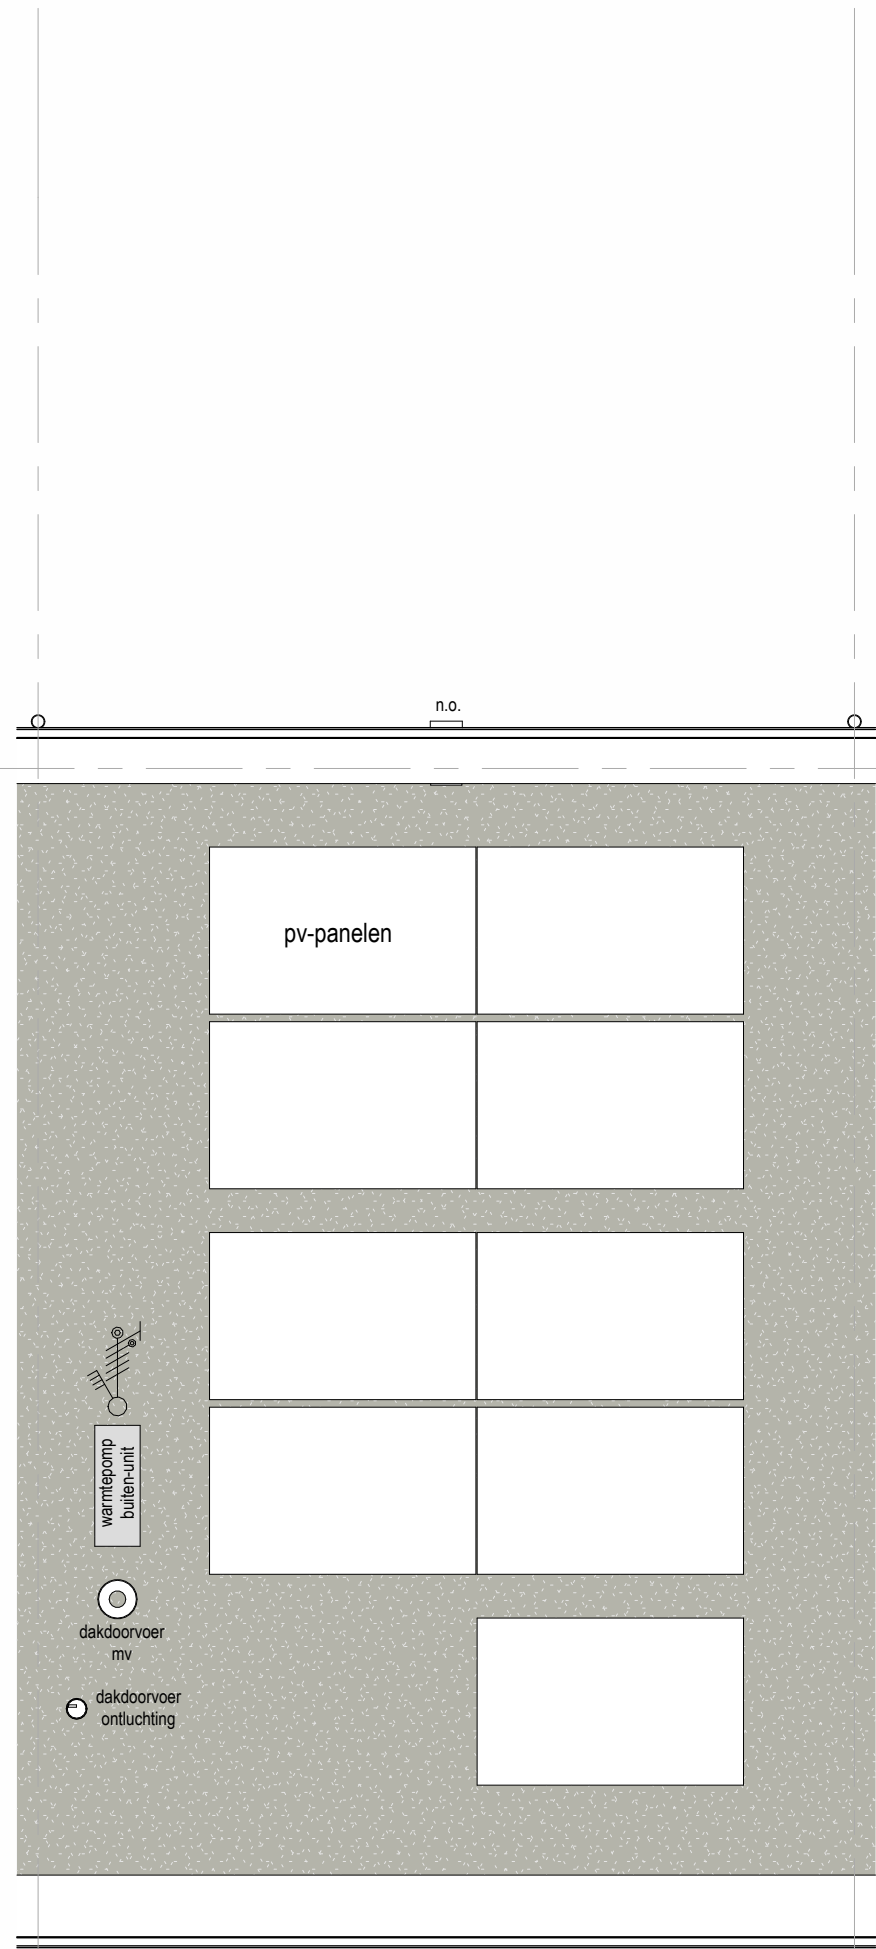 n.o.
pv-panelen
warmtepomp
buiten-unit
dakdoorvoer
mv
dakdoorvoer
ontluchting